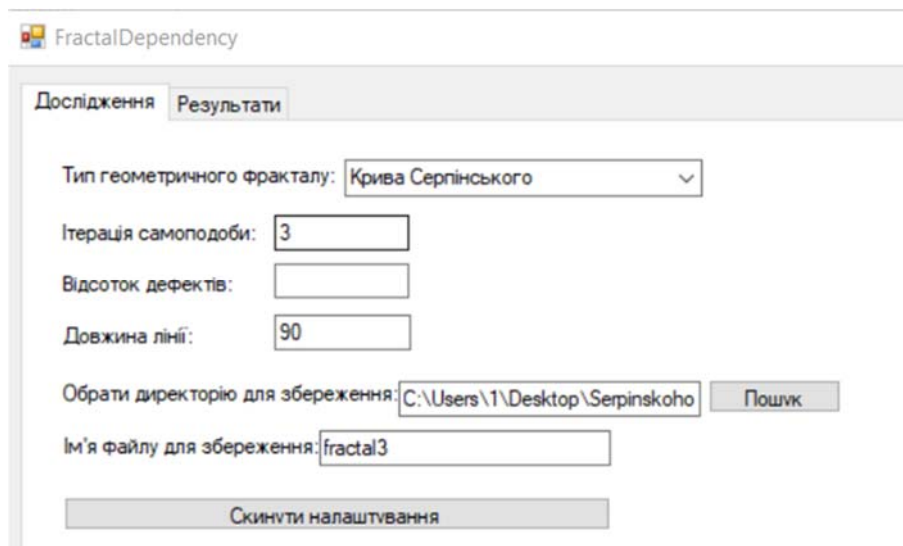 FractalDependency
Дослідження Результати
Тип геометричного фракталу: Крива Серпінського
Ітерація самоподоби: 3
Відсоток дефектів:
Довжина лінії: 90
Обрати директорію для збереження: C:\Users\1\Desktop\Serpinskoho Пошук
Ім'я файлу для збереження: fractal3
Скинути налаштування